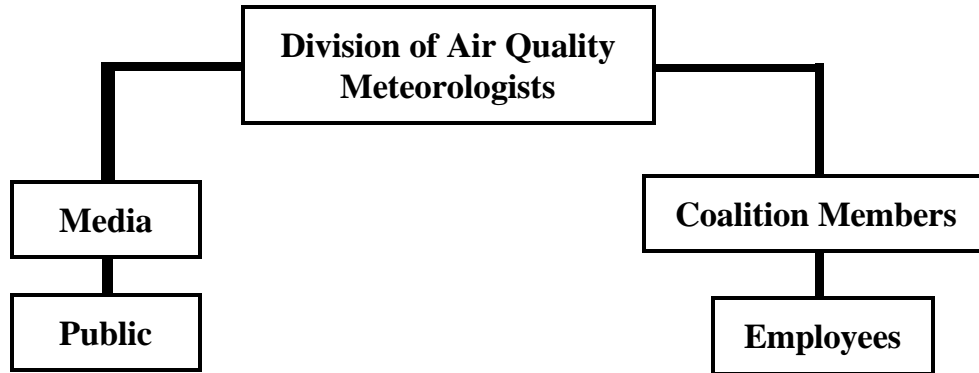 Division of Air Quality
Meteorologists
Media
Coalition Members
Public
Employees